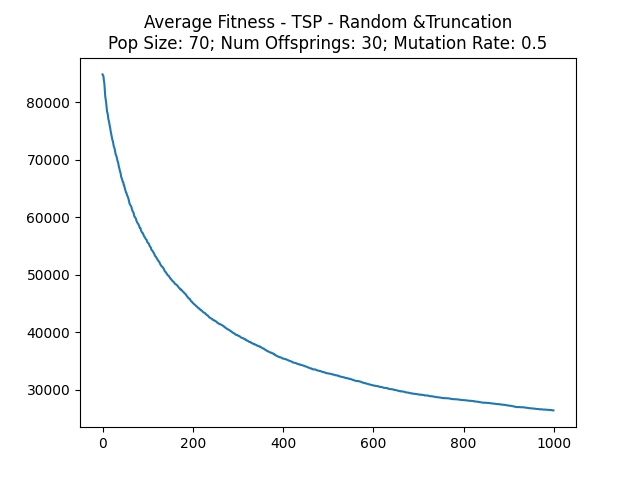 Average Fitness - TSP - Random &Truncation
Pop Size: 70; Num Offsprings: 30; Mutation Rate: 0.5
80000
70000
60000
50000
40000
30000
0 200 400 600 800 1000